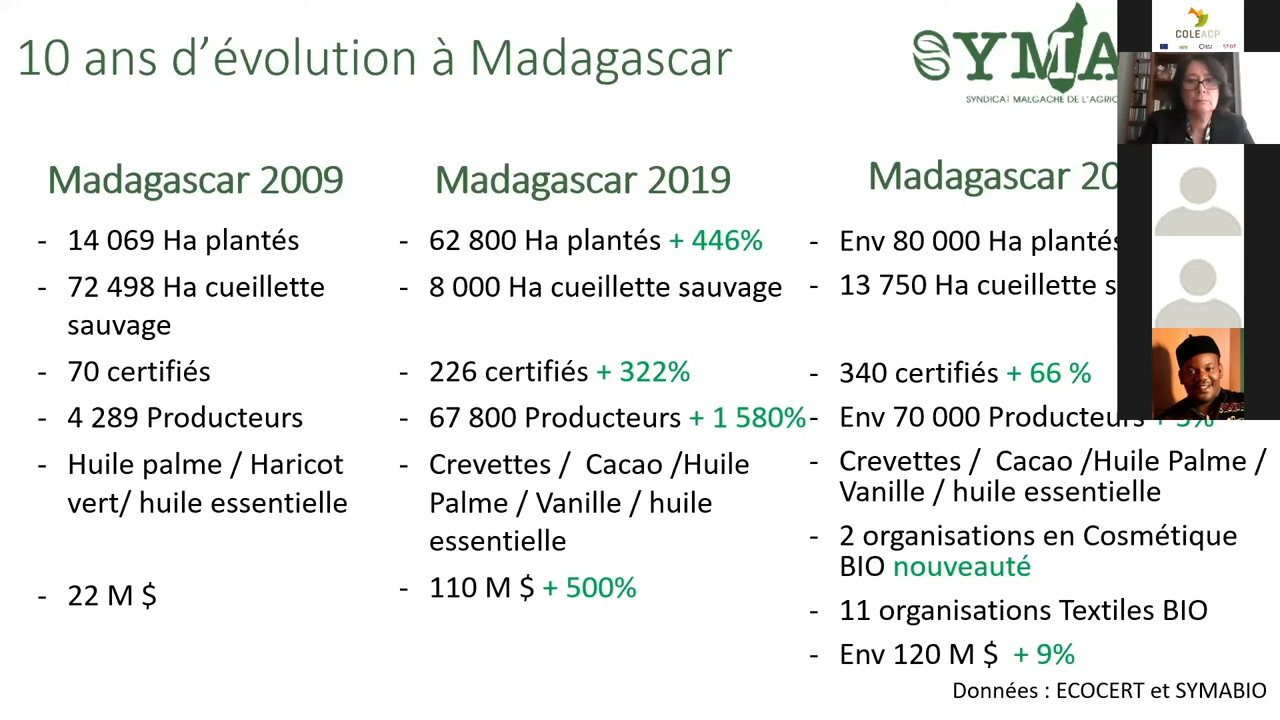 10 ans d’évolution à Madagascar
SYMA
SYNDICAT MALGACHE DE L'AGRIC
COLEACP
Madagascar 2009
- 14 069 Ha plantés
- 72 498 Ha cueillette
sauvage
- 70 certifiés
- 4 289 Producteurs
- Huile palme / Haricot
vert/ huile essentielle
- 22 M $
Madagascar 2019
- 62 800 Ha plantés + 446%
- 8 000 Ha cueillette sauvage
- 226 certifiés + 322%
- 67 800 Producteurs + 1 580%
- Crevettes / Cacao /Huile
Palme / Vanille / huile
essentielle
- 110 M $ + 500%
Madagascar 20
- Env 80 000 Ha plantés
- 13 750 Ha cueillette s
- 340 certifiés + 66 %
- Env 70 000 Producteurs + 3%
- Crevettes / Cacao /Huile Palme /
Vanille / huile essentielle
- 2 organisations en Cosmétique
BIO nouveauté
- 11 organisations Textiles BIO
- Env 120 M $ + 9%
Données : ECOCERT et SYMABIO